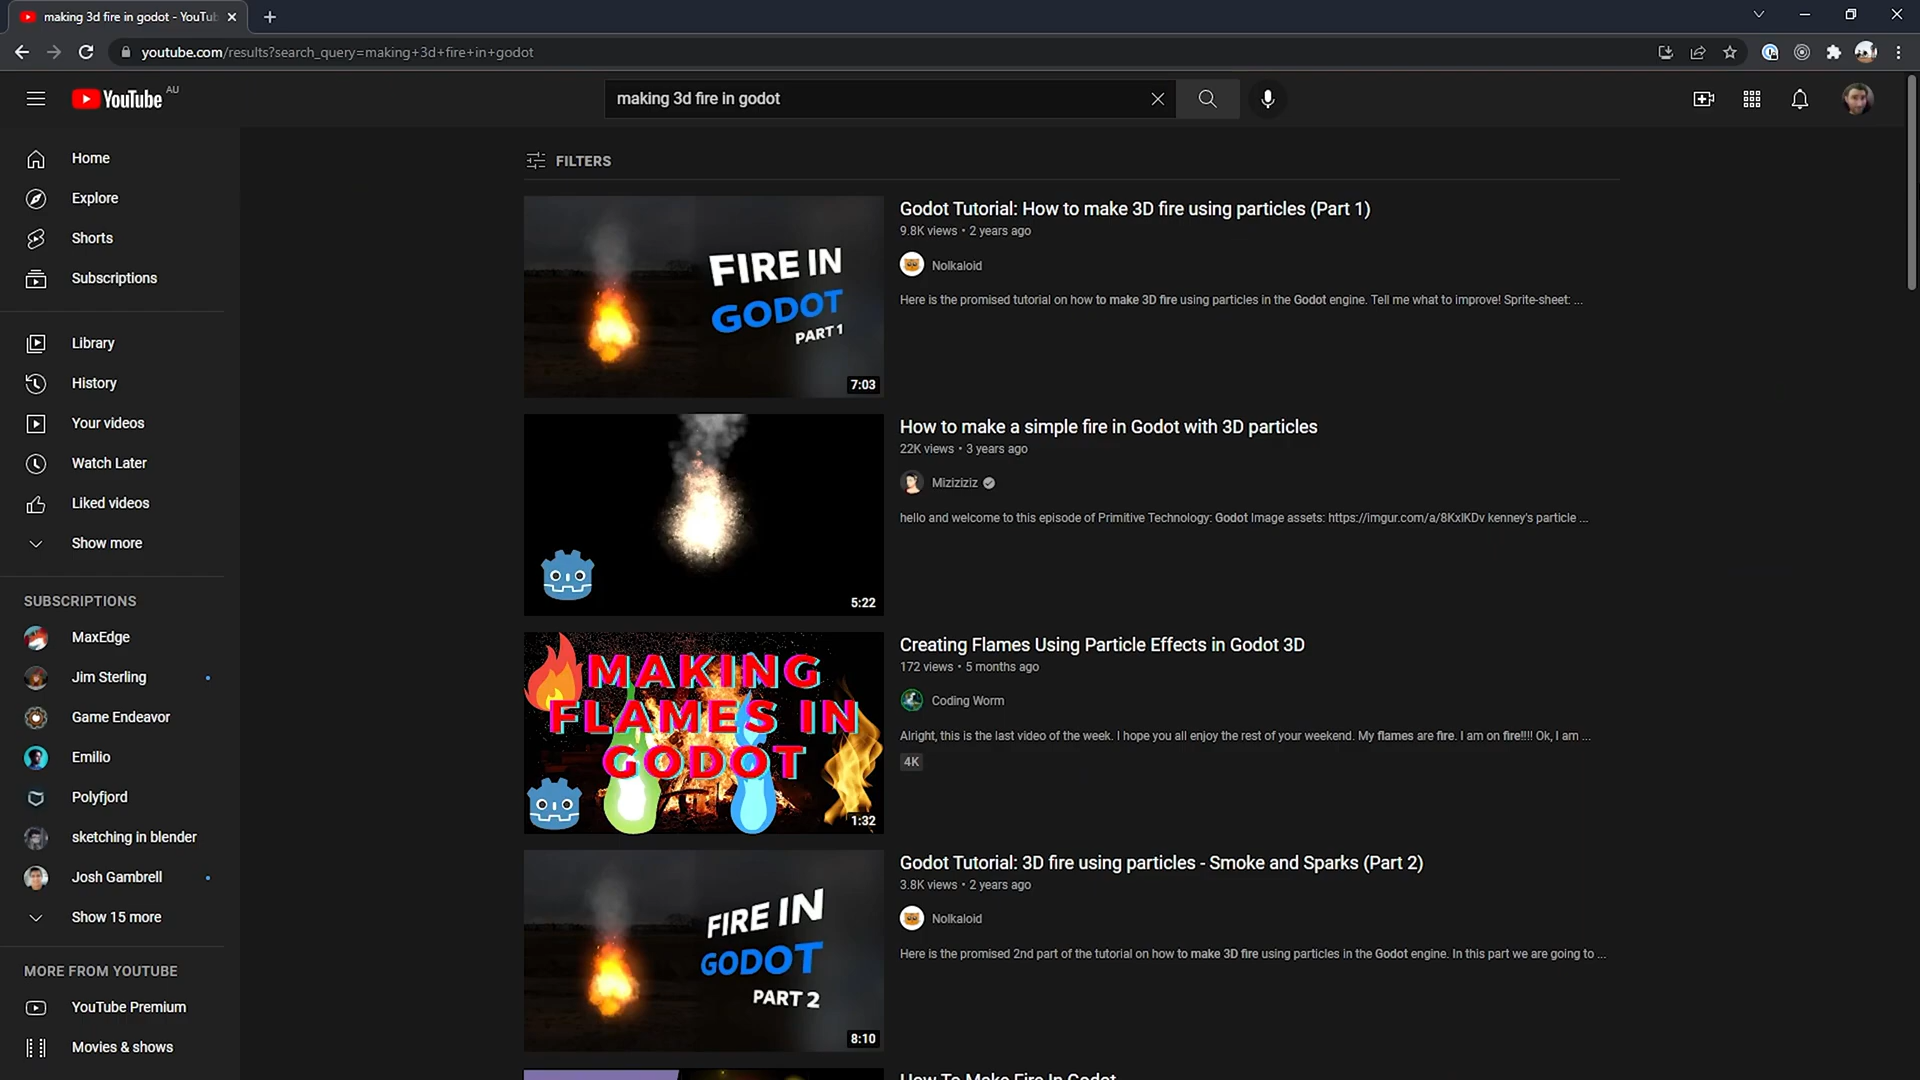 making 3d fire in godot - YouTub
youtube.com/results?search_query=making+3d+fire+in+godot
YouTube AU
making 3d fire in godot
Home
Explore
Shorts
Subscriptions
Library
History
Your videos
Watch Later
Liked videos
Show more
SUBSCRIPTIONS
MaxEdge
Jim Sterling
Game Endeavor
Emilio
Polyfjord
sketching in blender
Josh Gambrell
Show 15 more
MORE FROM YOUTUBE
YouTube Premium
Movies & shows
FILTERS
FIRE IN
GODOT
PART 1
7:03
Godot Tutorial: How to make 3D fire using particles (Part 1)
9.8K views • 2 years ago
Nolkaloid
Here is the promised tutorial on how to make 3D fire using particles in the Godot engine. Tell me what to improve! Sprite-sheet: ...
5:22
How to make a simple fire in Godot with 3D particles
22K views • 3 years ago
Miziziziz
hello and welcome to this episode of Primitive Technology: Godot Image assets: https://imgur.com/a/8KxlKDv kenney's particle ...
MAKING
FLAMES IN
GODOT
1:32
Creating Flames Using Particle Effects in Godot 3D
172 views • 5 months ago
Coding Worm
Alright, this is the last video of the week. I hope you all enjoy the rest of your weekend. My flames are fire. I am on fire!!!! Ok, I am ...
4K
FIRE IN
GODOT
PART 2
8:10
Godot Tutorial: 3D fire using particles - Smoke and Sparks (Part 2)
3.8K views • 2 years ago
Nolkaloid
Here is the promised 2nd part of the tutorial on how to make 3D fire using particles in the Godot engine. In this part we are going to ...
How To Make Fire In Godot